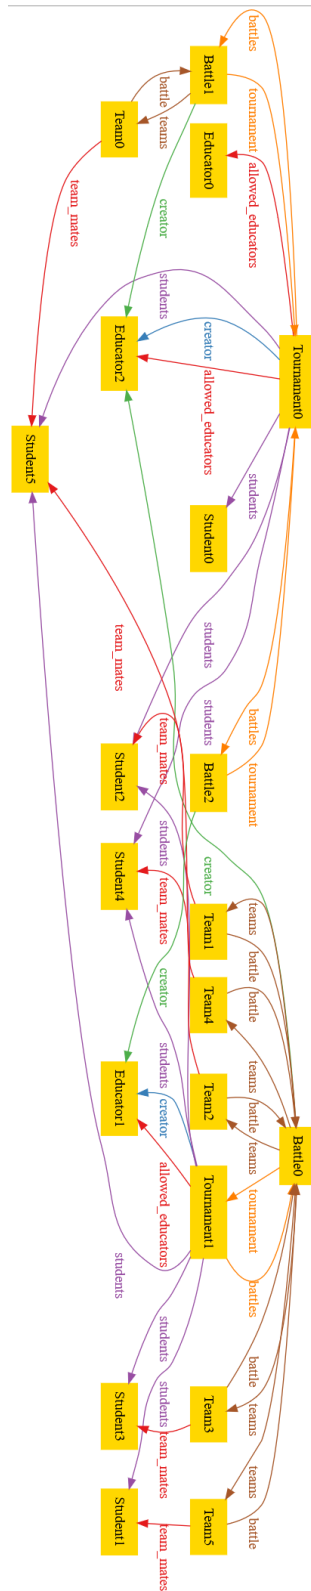 Tournament0
Battle0
battles
tournament
allowed_educators
students
battles
tournament
teams
battle
battle
teams
battle
teams
tournament
battles
battle
teams
teams
battle
Battle1
Educator0
creator
allowed_educators
Student0
students
students
Battle2
creator
Team1
Team4
Team2
Tournament1
Team3
Team5
battle
teams
creator
students
team_mates
students
team_mates
creator
students
creator
allowed_educators
students
students
team_mates
team_mates
Team0
Educator2
team_mates
Student2
Student4
Educator1
students
Student3
Student1
team_mates
Student5